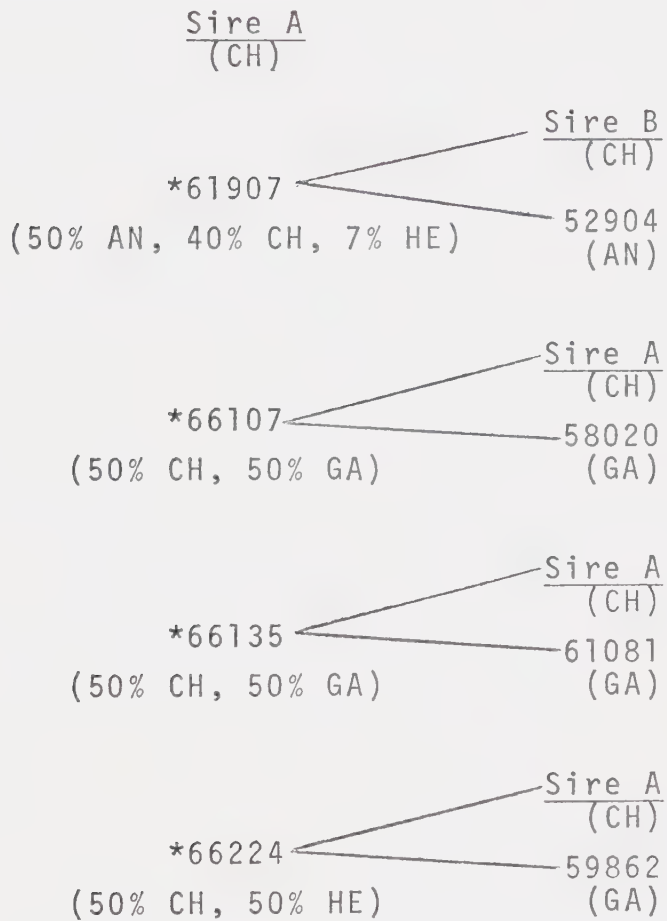 Sire A
(CH)
Sire B
(CH)
*61907
52904
(50% AN, 40% CH, 7% HE)
(AN)
Sire A
(CH)
*66107
58020
(50% CH, 50% GA)
(GA)
Sire A
(CH)
*66135
61081
(50% CH, 50% GA)
(GA)
Sire A
(CH)
*66224
59862
(50% CH, 50% HE)
(GA)